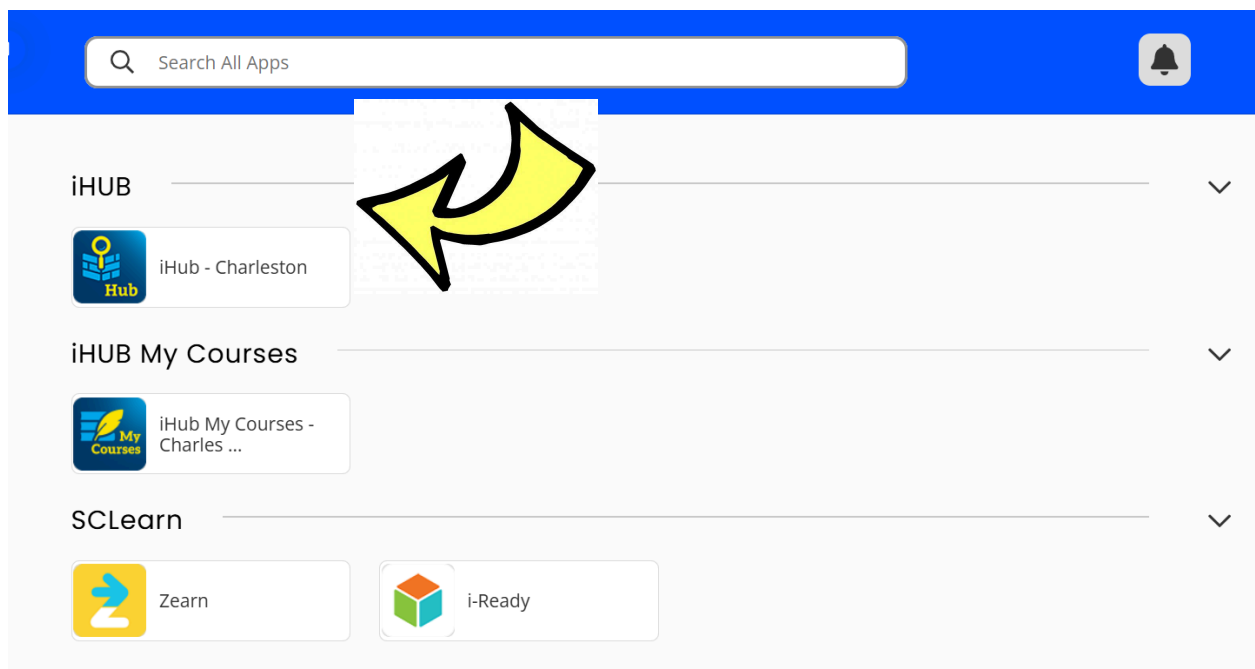 Search All Apps
iHUB
Hub
iHub - Charleston
iHUB My Courses
My
Courses
iHub My Courses -
Charles ...
SCLearn
Zearn
i-Ready